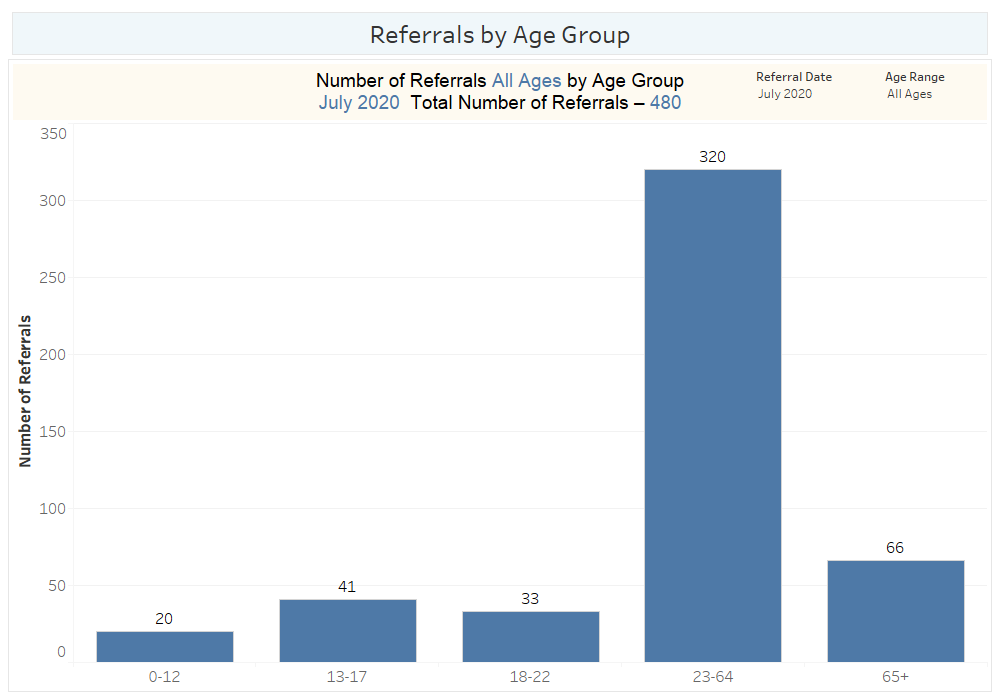 Referrals by Age Group
Number of Referrals All Ages by Age Group
July 2020 Total Number of Referrals – 480
Referral Date
July 2020
Age Range
All Ages
Number of Referrals
350
300
250
200
150
100
50
0
20
41
33
320
66
0-12
13-17
18-22
23-64
65+